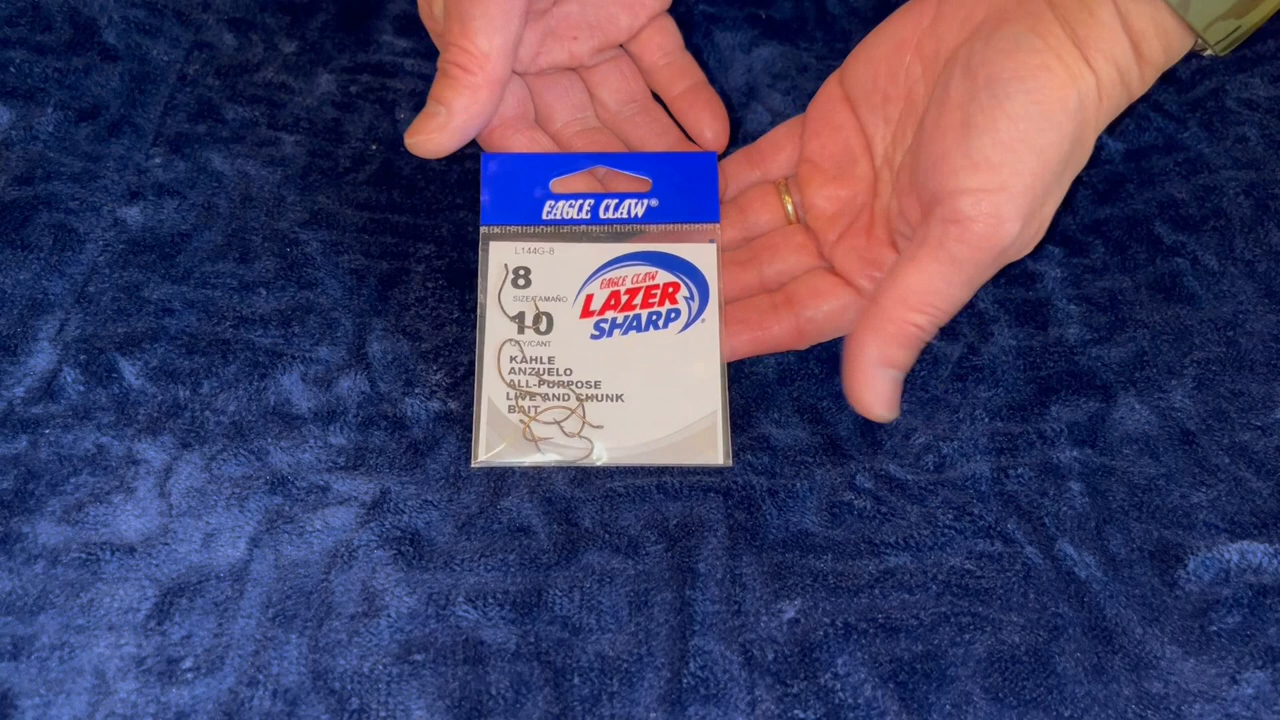 EAGLE CLAW®
L144G-8
8
SIZE/TAMAÑO
10
QTY/CANT
EAGLE CLAW
LAZER
SHARP®
KAHLE
ANZUELO
ALL-PURPOSE
LIVE AND CHUNK
BAIT